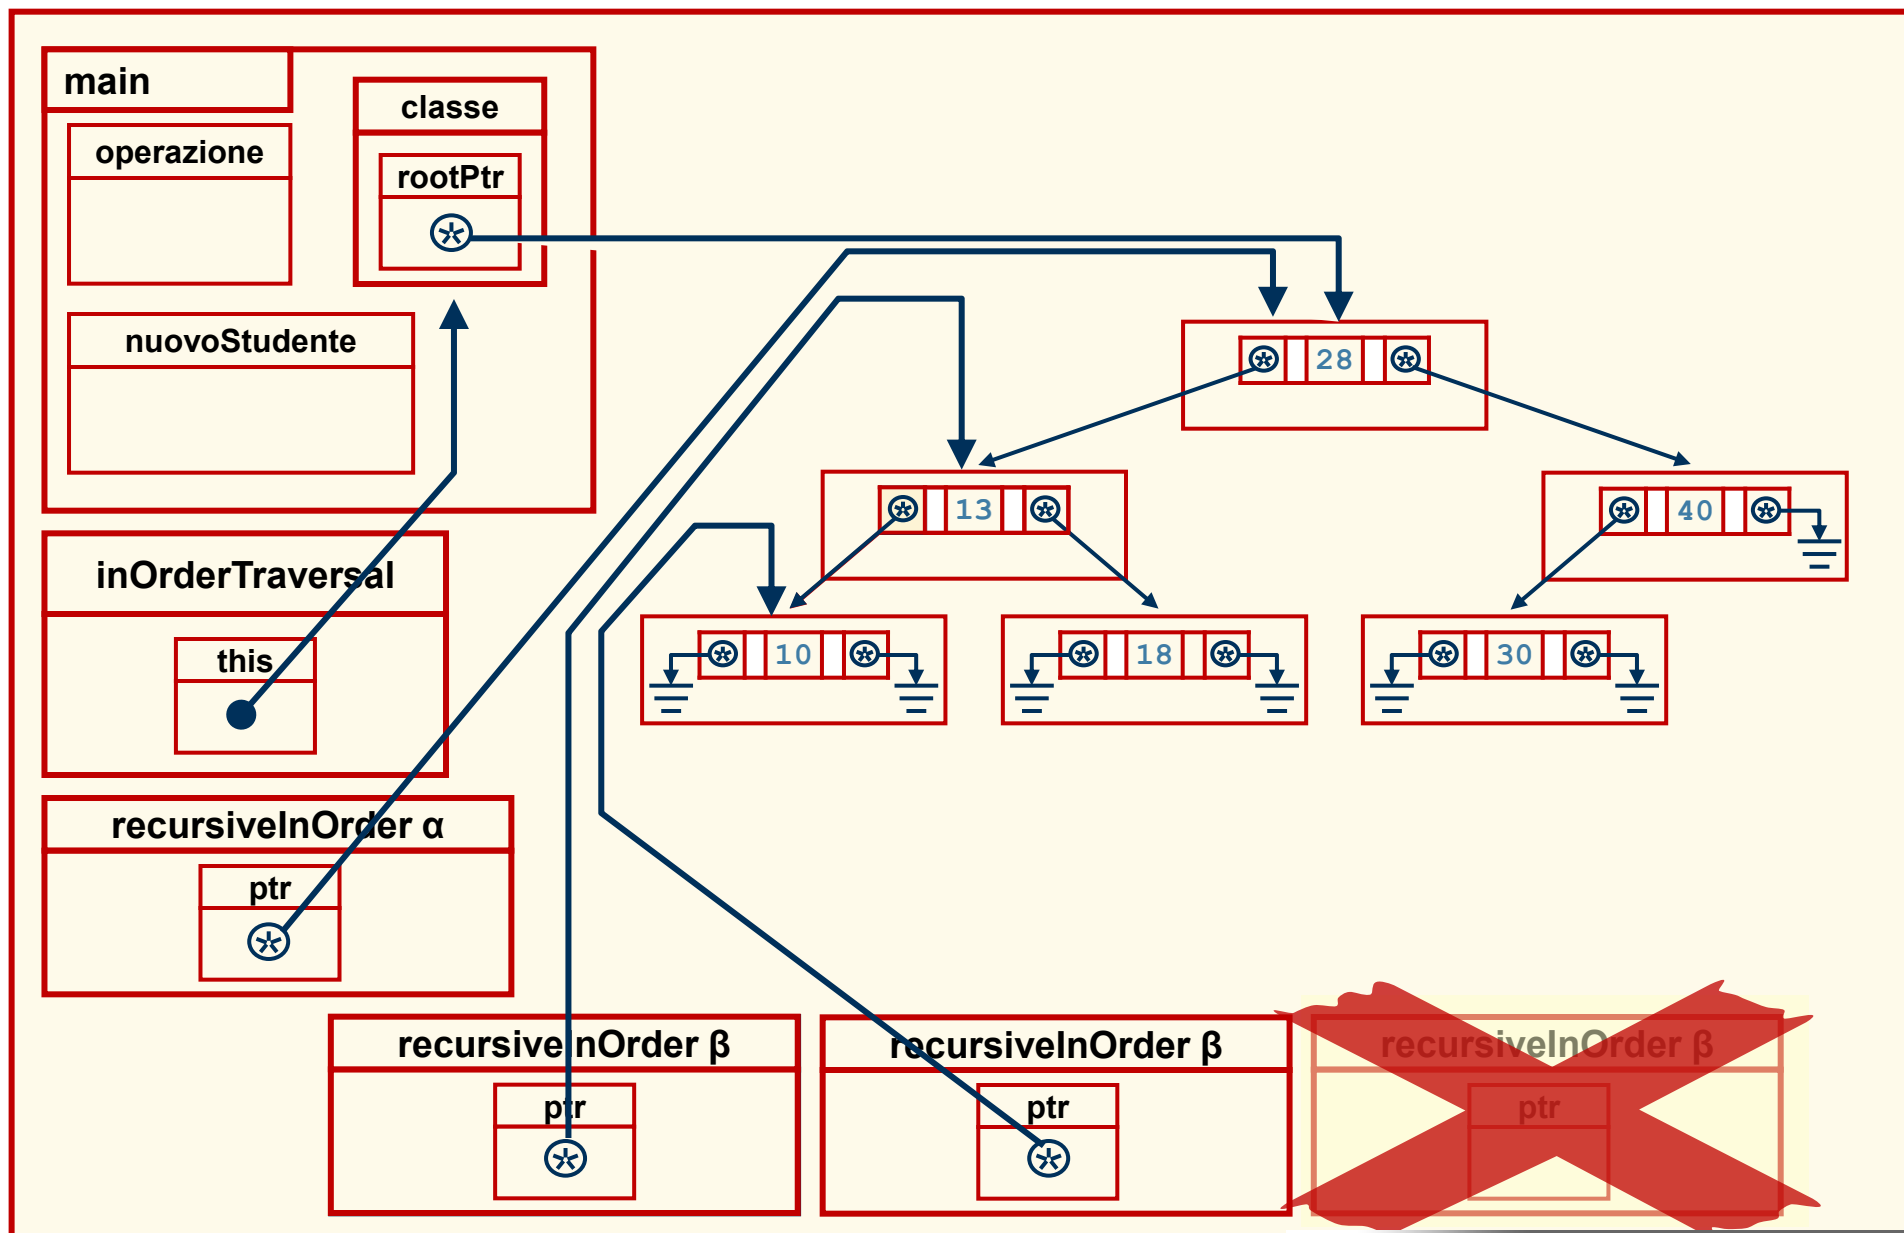 main
classe
operazione
rootPtr
nuovoStudente
28
13
40
inOrderTraversal
this
10
18
30
recursiveInOrder α
ptr
recursiveInOrder β
recursiveInOrder β
recursiveInOrder β
ptr
ptr
ptr